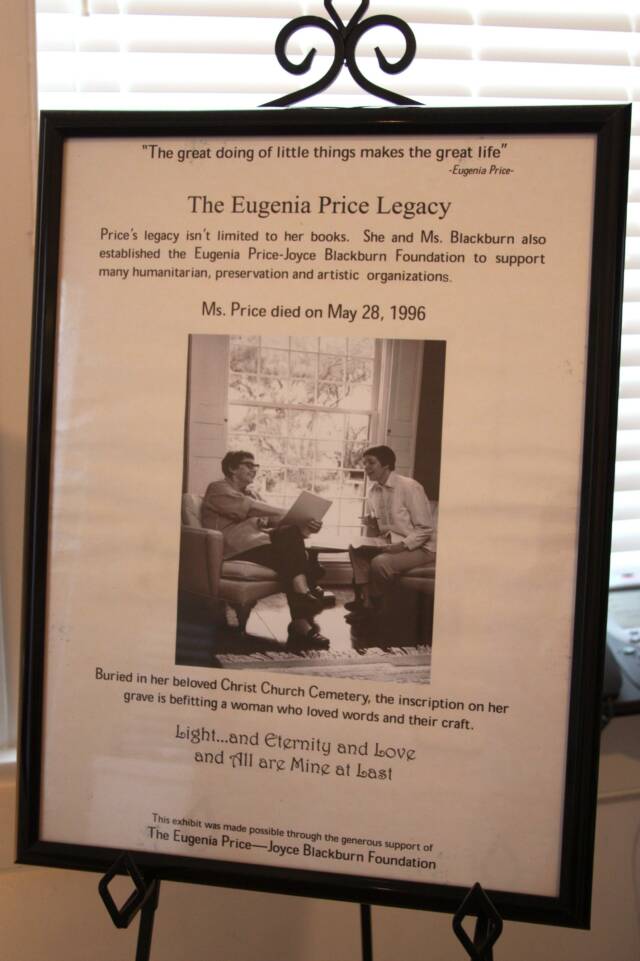 "The great doing of little things makes the great life"
-Eugenia Price-
The Eugenia Price Legacy
Price's legacy isn't limited to her books. She and Ms. Blackburn also
established the Eugenia Price-Joyce Blackburn Foundation to support
many humanitarian, preservation and artistic organizations.
Ms. Price died on May 28, 1996
Buried in her beloved Christ Church Cemetery, the inscription on her
grave is befitting a woman who loved words and their craft.
Light...and Eternity and Love
and All are Mine at Last
This exhibit was made possible through the generous support of
The Eugenia Price—Joyce Blackburn Foundation